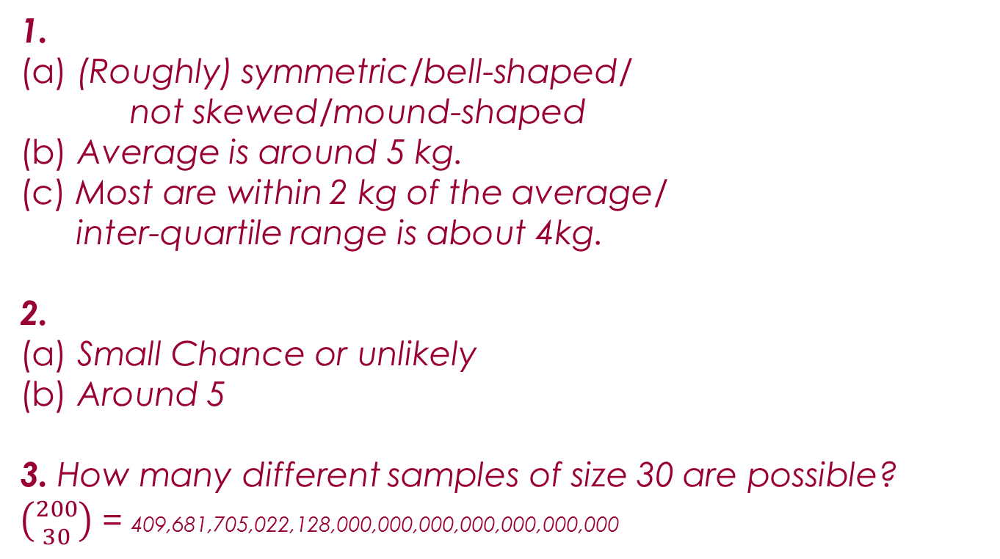 1.
(a) (Roughly) symmetric/bell-shaped/
not skewed/mound-shaped
(b) Average is around 5 kg.
(c) Most are within 2 kg of the average/
inter-quartile range is about 4kg.
2.
(a) Small Chance or unlikely
(b) Around 5
3. How many different samples of size 30 are possible?
(200 30) = 409,681,705,022,128,000,000,000,000,000,000,000